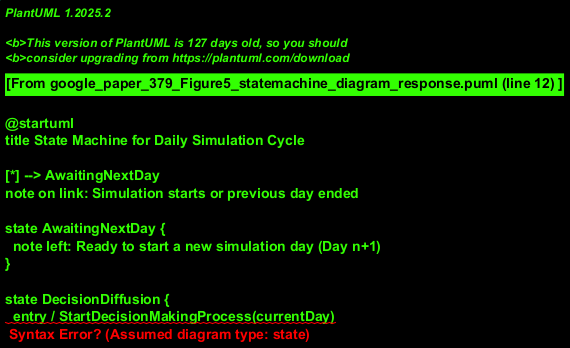 PlantUML 1.2025.2
<b>This version of PlantUML is 127 days old, so you should
<b>consider upgrading from https://plantuml.com/download
[From google_paper_379_Figure5_statemachine_diagram_response.puml (line 12) ]
@startuml
title State Machine for Daily Simulation Cycle
[*] --> AwaitingNextDay
note on link: Simulation starts or previous day ended
state AwaitingNextDay {
note left: Ready to start a new simulation day (Day n+1)
}
state DecisionDiffusion {
entry / StartDecisionMakingProcess(currentDay)
Syntax Error? (Assumed diagram type: state)